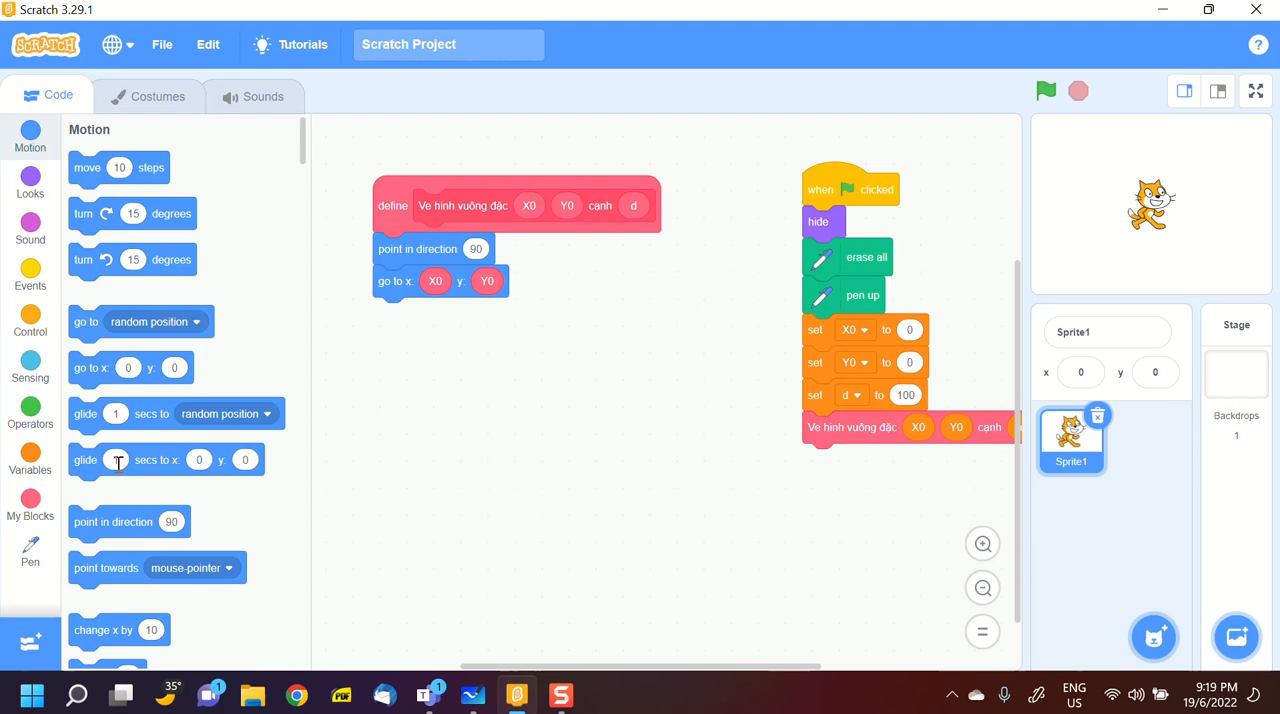 Scratch 3.29.1
SCRATCH File Edit Tutorials Scratch Project ?
Code Costumes Sounds
Motion
Looks
Sound
Events
Control
Sensing
Operators
Variables
My Blocks
Pen
Motion
move 10 steps
turn 15 degrees
turn 15 degrees
go to random position
go to x: 0 y: 0
glide 1 secs to random position
glide secs to x: 0 y: 0
point in direction 90
point towards mouse-pointer
change x by 10
define Ve hinh vuông đặc X0 Y0 cạnh d
point in direction 90
go to x: X0 y: Y0
when clicked
hide
erase all
pen up
set X0 to 0
set Y0 to 0
set d to 100
Ve hinh vuông đặc X0 Y0 cạnh
Sprite1
x 0 y 0
Sprite1
Stage
Backdrops
1
35°
1
PDF
1
ENG
US
9:19 PM
19/6/2022